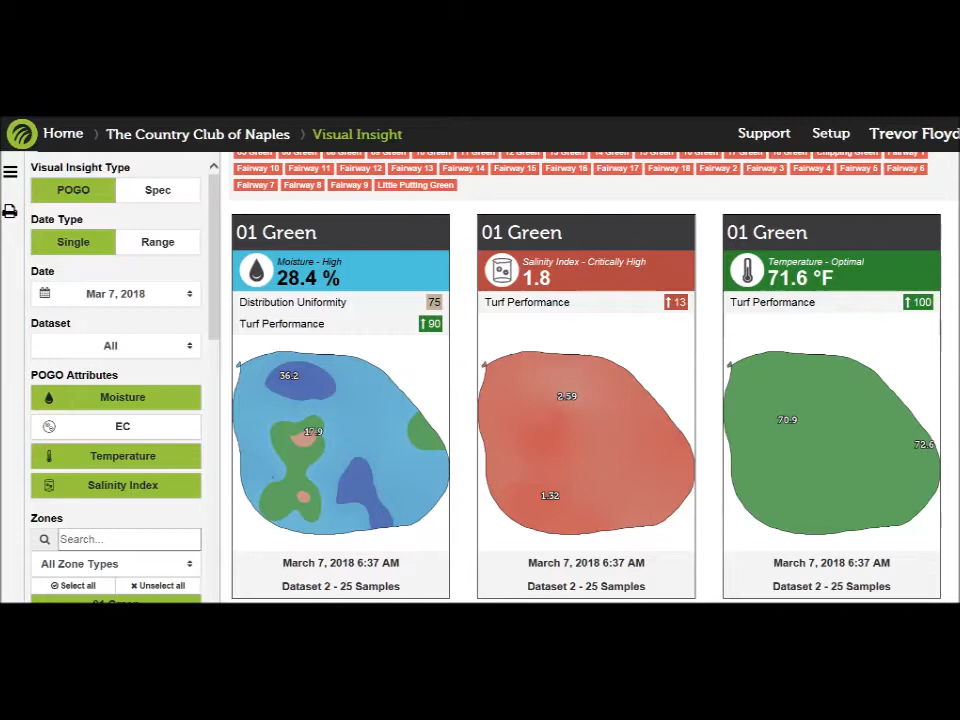 Home › The Country Club of Naples › Visual Insight
Support Setup Trevor Floyd
Visual Insight Type
POGO Spec
Date Type
Single Range
Date
Mar 7, 2018
Dataset
All
POGO Attributes
Moisture
EC
Temperature
Salinity Index
Zones
Search...
All Zone Types
Select all Unselect all
01 Green
Fairway 10 Fairway 11 Fairway 12 Fairway 13 Fairway 14 Fairway 15 Fairway 16 Fairway 17 Fairway 18 Fairway 2 Fairway 3 Fairway 4 Fairway 5 Fairway 6
Fairway 7 Fairway 8 Fairway 9 Little Putting Green
01 Green
Moisture - High
28.4 %
Distribution Uniformity 75
Turf Performance 90
36.2
17.9
March 7, 2018 6:37 AM
Dataset 2 - 25 Samples
01 Green
Salinity Index - Critically High
1.8
Turf Performance 13
2.59
1.32
March 7, 2018 6:37 AM
Dataset 2 - 25 Samples
01 Green
Temperature - Optimal
71.6 °F
Turf Performance 100
70.9
72.6
March 7, 2018 6:37 AM
Dataset 2 - 25 Samples